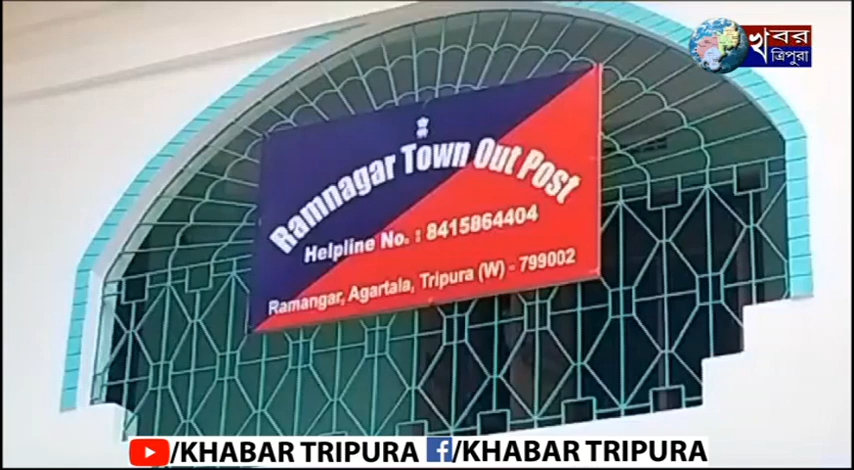 খবর
ত্রিপুরা
Ramnagar Town Out Post
Helpline No. : 8415864404
Ramangar, Agartala, Tripura (W) - 799002
/KHABAR TRIPURA f/KHABAR TRIPURA